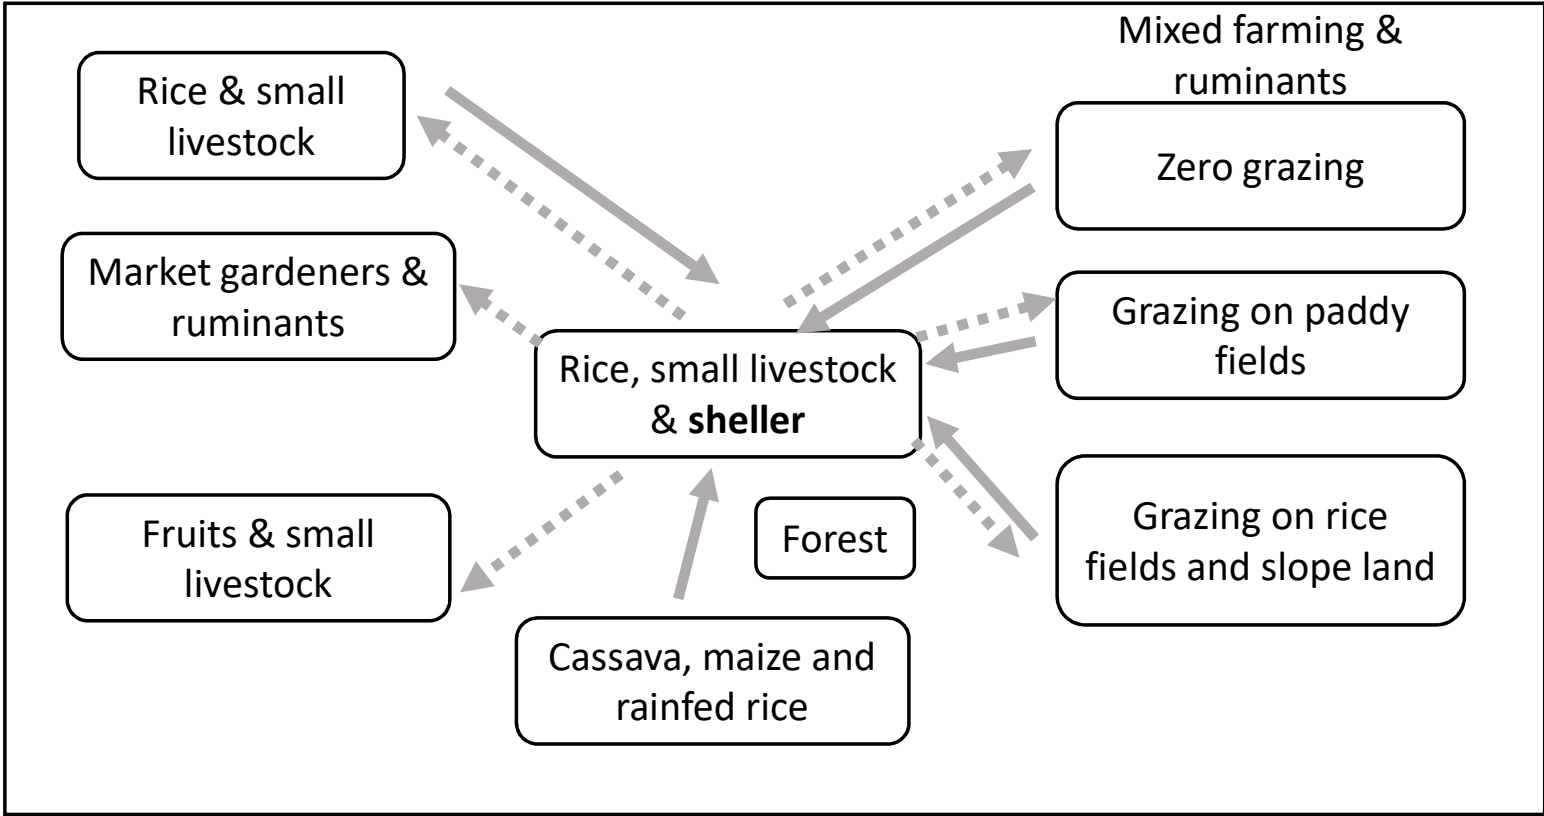 Mixed farming &
ruminants
Rice & small
livestock
Zero grazing
Market gardeners &
ruminants
Grazing on paddy
fields
Rice, small livestock
& sheller
Fruits & small
livestock
Forest
Grazing on rice
fields and slope land
Cassava, maize and
rainfed rice